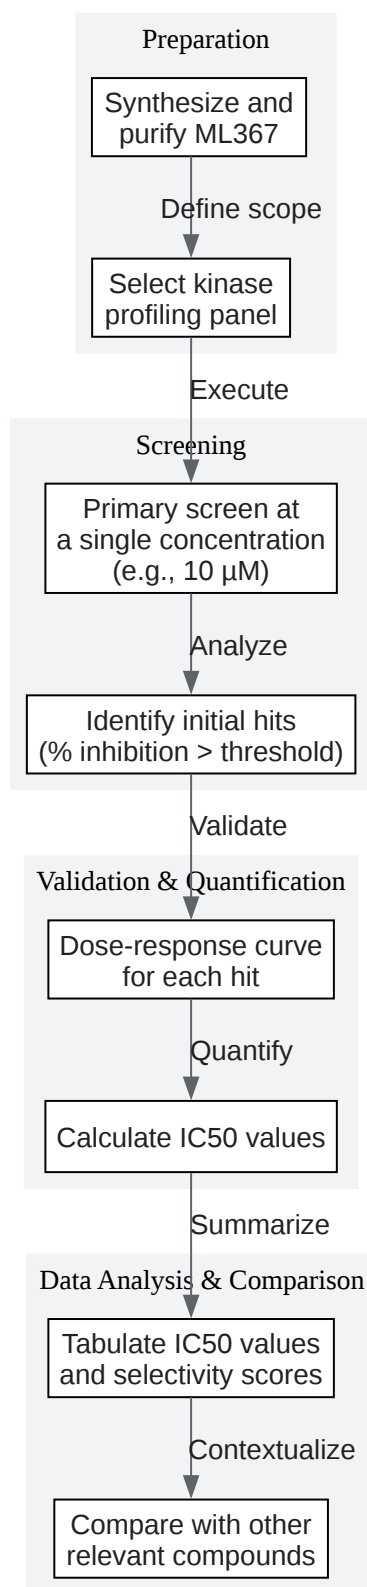 Preparation
Synthesize and
purify ML367
Define scope
Select kinase
profiling panel
Execute
Screening
Primary screen at
a single concentration
(e.g., 10 µM)
Analyze
Identify initial hits
(% inhibition > threshold)
Validate
Validation & Quantification
Dose-response curve
for each hit
Quantify
Calculate IC50 values
Summarize
Data Analysis & Comparison
Tabulate IC50 values
and selectivity scores
Contextualize
Compare with other
relevant compounds